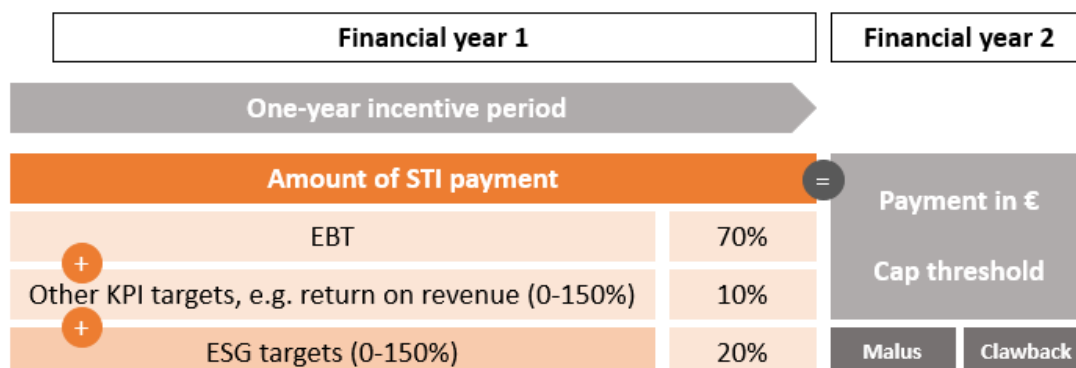 Financial year 1
Financial year 2
One-year incentive period
Amount of STI payment
=
Payment in €
Cap threshold
EBT
70%
+
Other KPI targets, e.g. return on revenue (0-150%)
10%
+
ESG targets (0-150%)
20%
Malus
Clawback